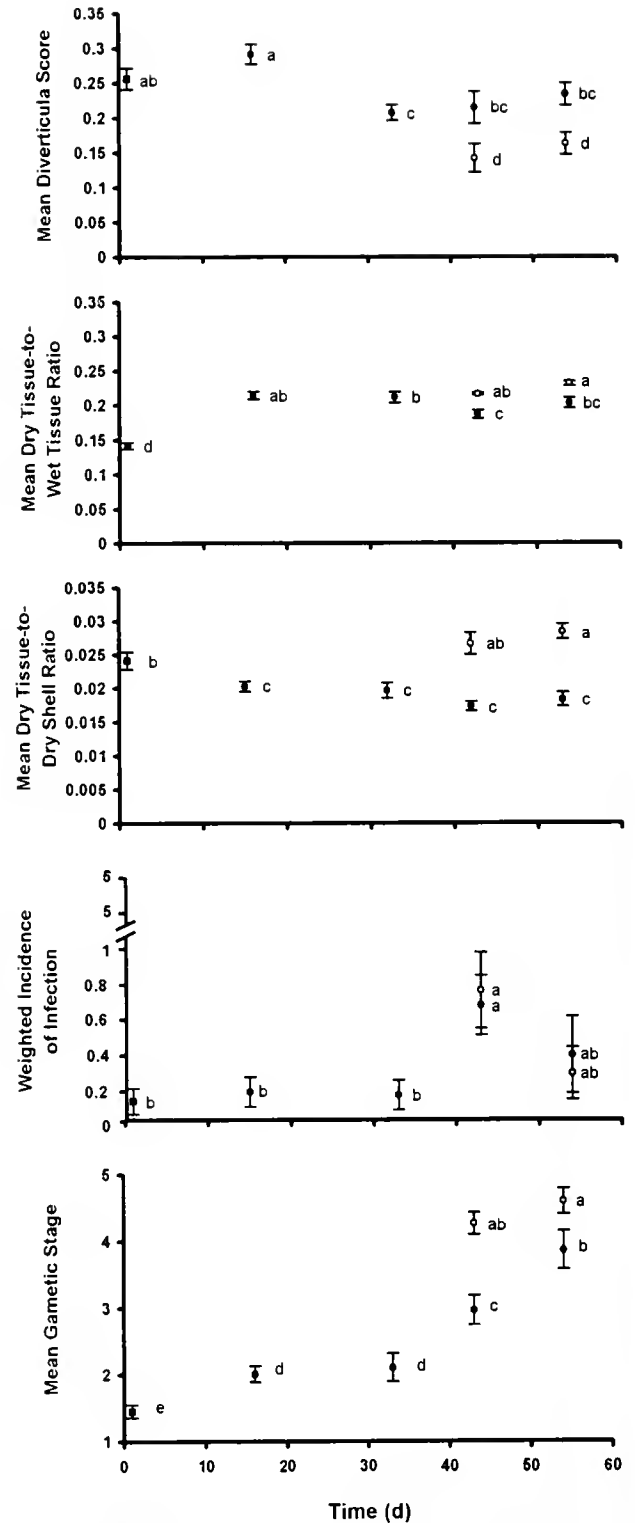 Mean Diverticula Score
0.35
0.3
0.25
0.2
0.15
0.1
0.05
0
ab
a
c
bc
d
bc
d
Mean Dry Tissue-to-
Wet Tissue Ratio
0.35
0.3
0.25
0.2
0.15
0.1
0.05
0
d
ab
b
ab
c
a
bc
Mean Dry Tissue-to-
Dry Shell Ratio
0.035
0.03
0.025
0.02
0.015
0.01
0.005
0
b
c
c
ab
c
a
c
Weighted Incidence
of Infection
5
5
1
0.8
0.6
0.4
0.2
0
b
b
b
a
a
ab
ab
Mean Gametic Stage
5
4
3
2
1
e
d
d
ab
c
a
b
0
10
20
30
40
50
60
Time (d)